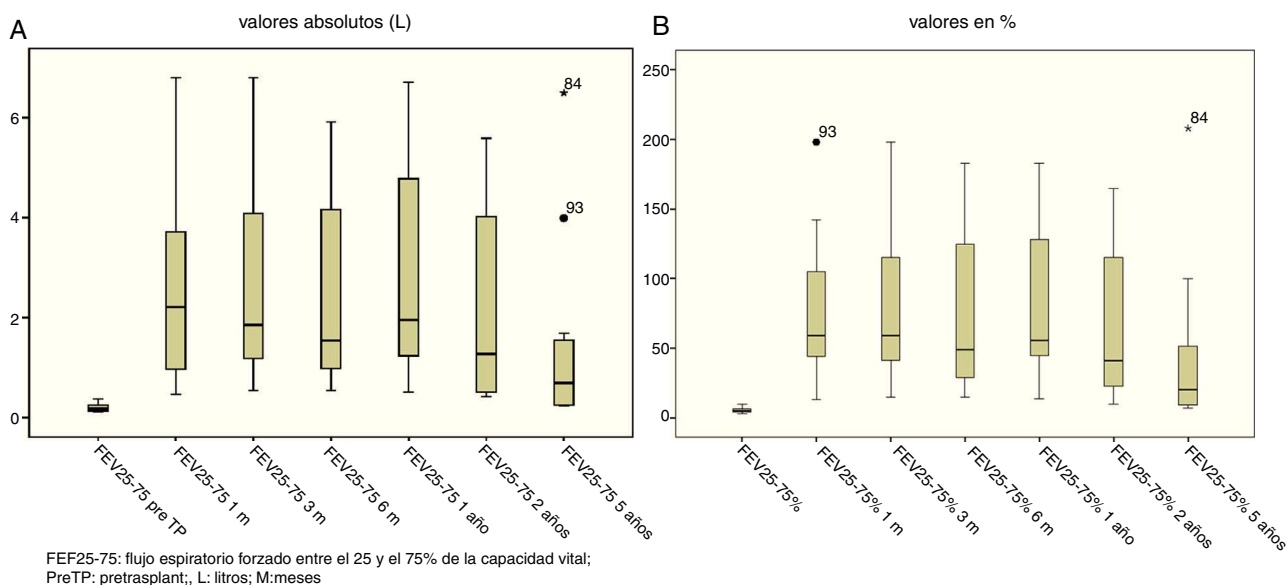 A
valores absolutos (L)
6
4
2
0
84
93
FEV25-75 pre TP
FEV25-75 1 m
FEV25-75 3 m
FEV25-75 6 m
FEV25-75 1 año
FEV25-75 2 años
FEV25-75 5 años
B
valores en %
250
200
150
100
50
0
93
84
FEV25-75%
FEV25-75% 1 m
FEV25-75% 3 m
FEV25-75% 6 m
FEV25-75% 1 año
FEV25-75% 2 años
FEV25-75% 5 años
FEF25-75: flujo espiratorio forzado entre el 25 y el 75% de la capacidad vital;
PreTP: pretrasplant;, L: litros; M:meses